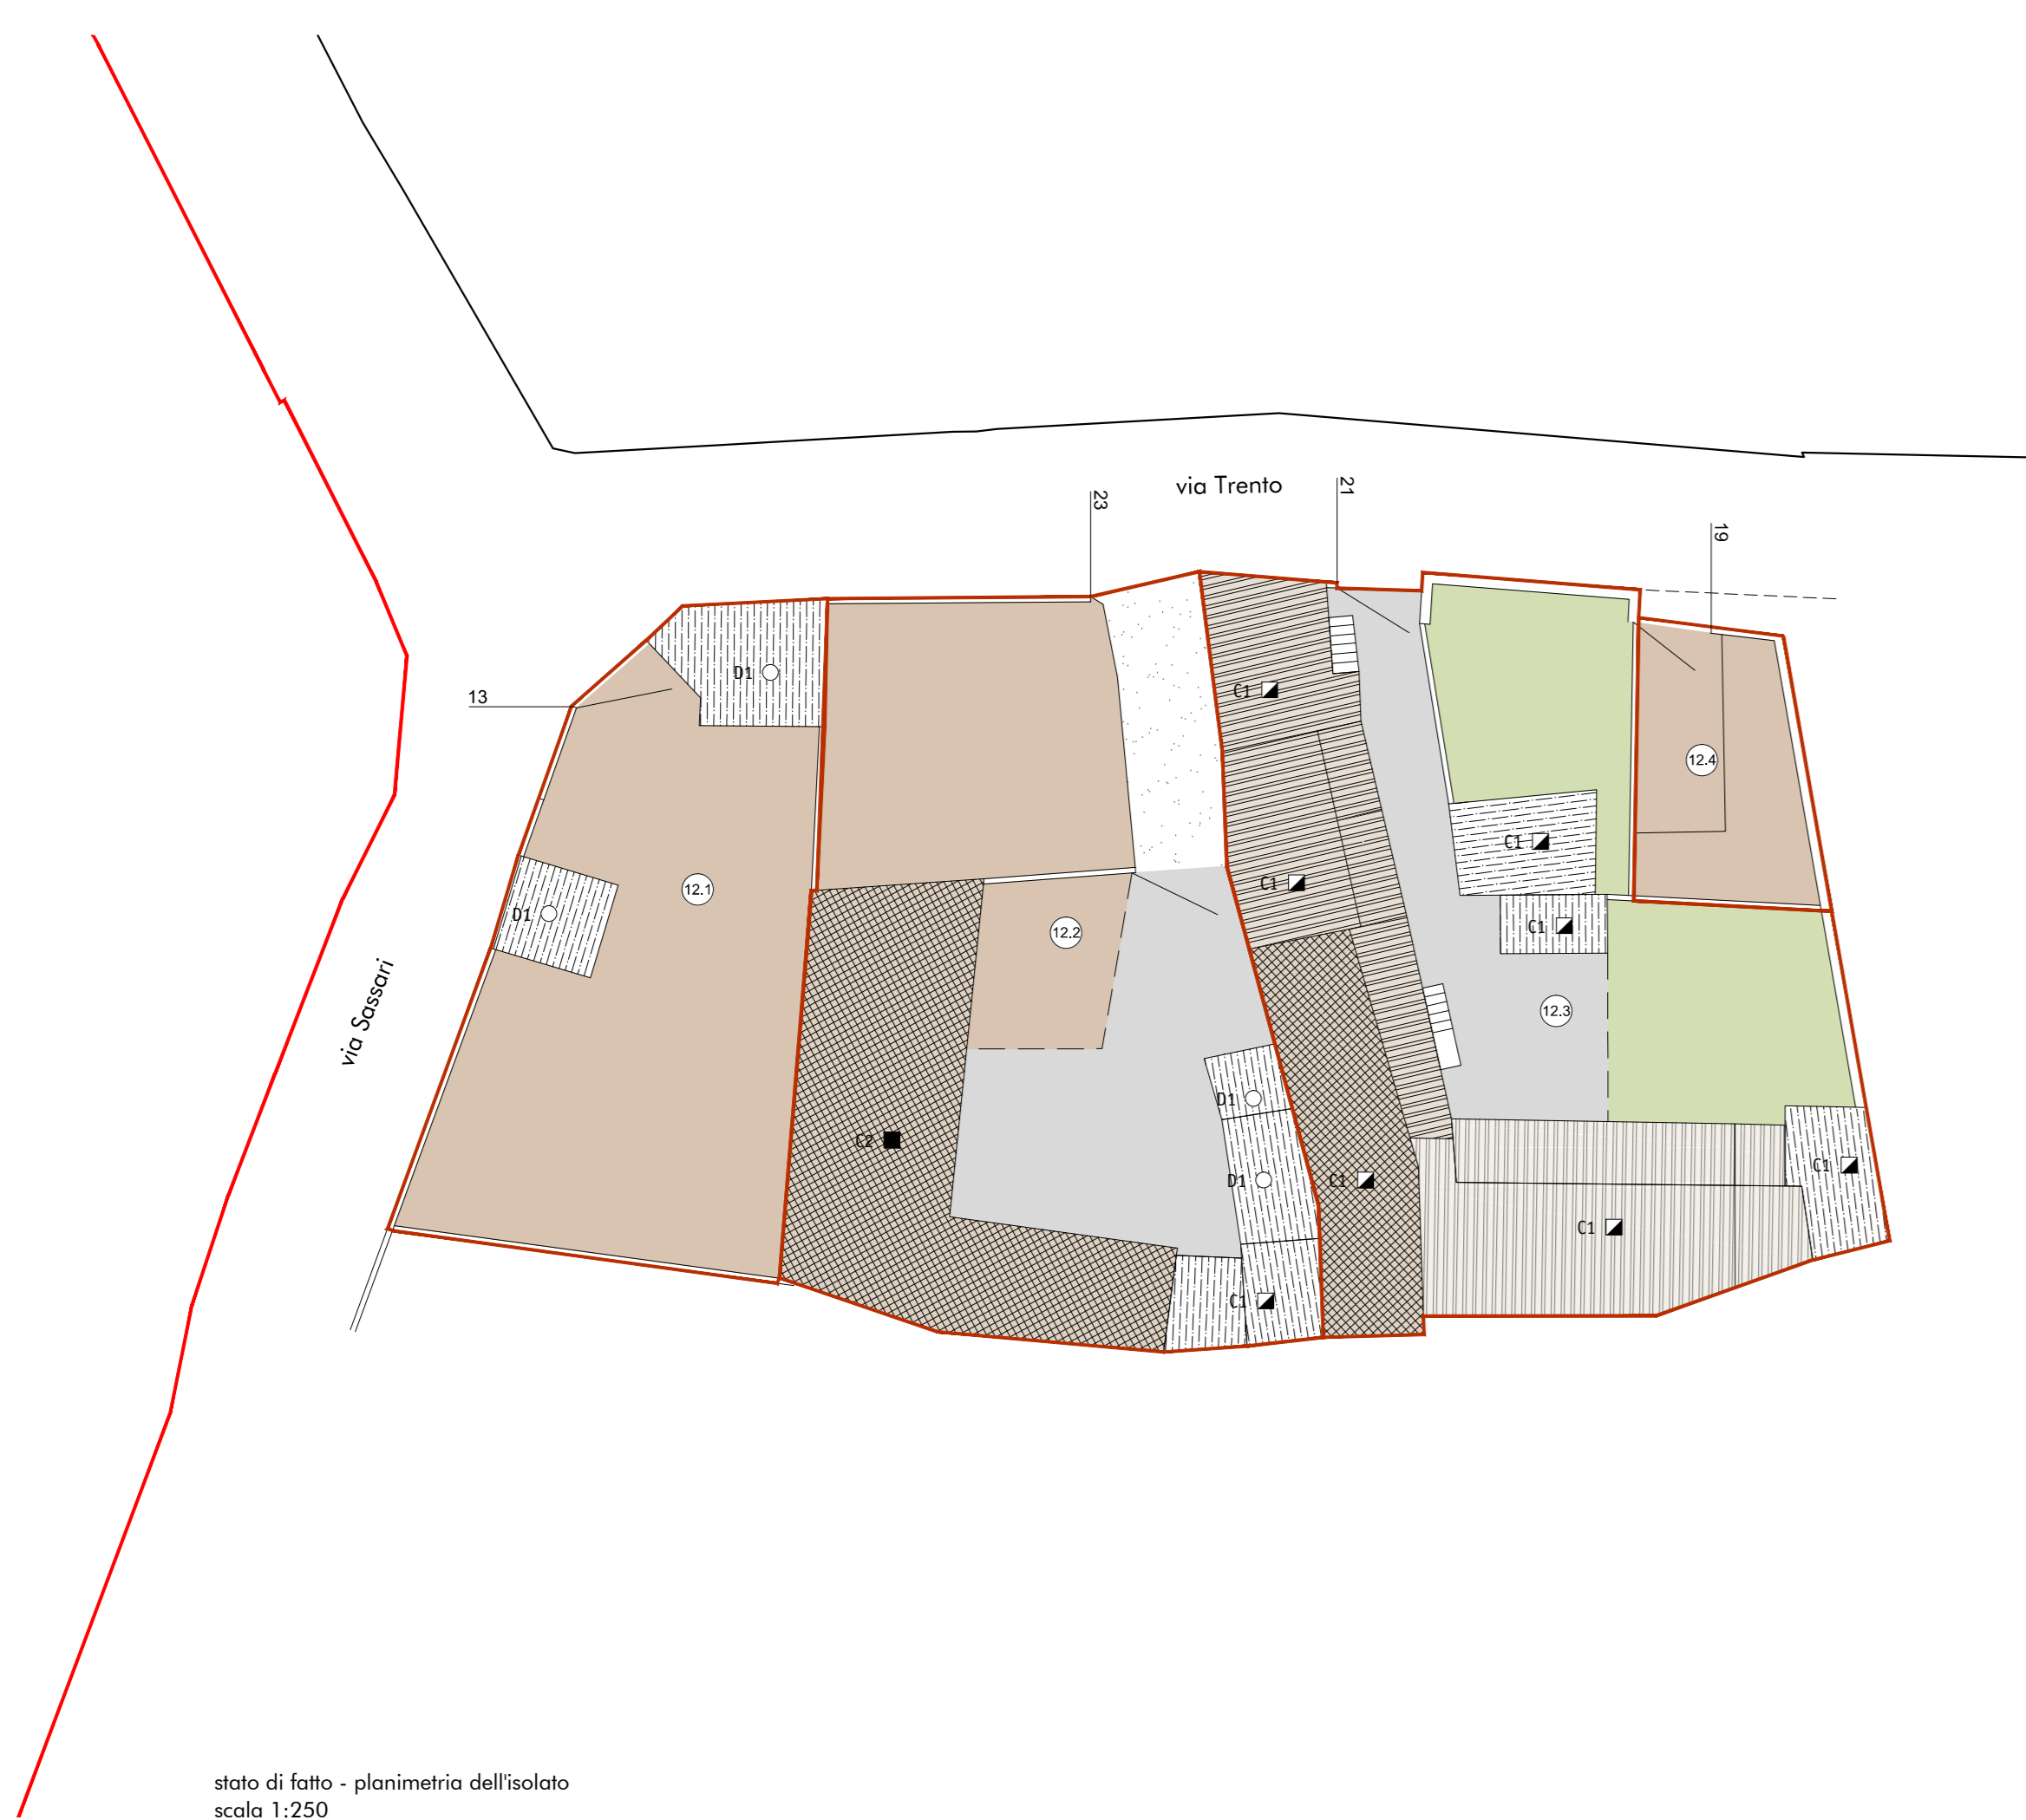 via Trento
23
21
19
13
D1
C1
12.4
C1
C1
12.1
D1
12.2
C1
12.3
via Sassari
D1
C2
D1
C1
C1
C1
C1
stato di fatto - planimetria dell'isolato
scala 1:250